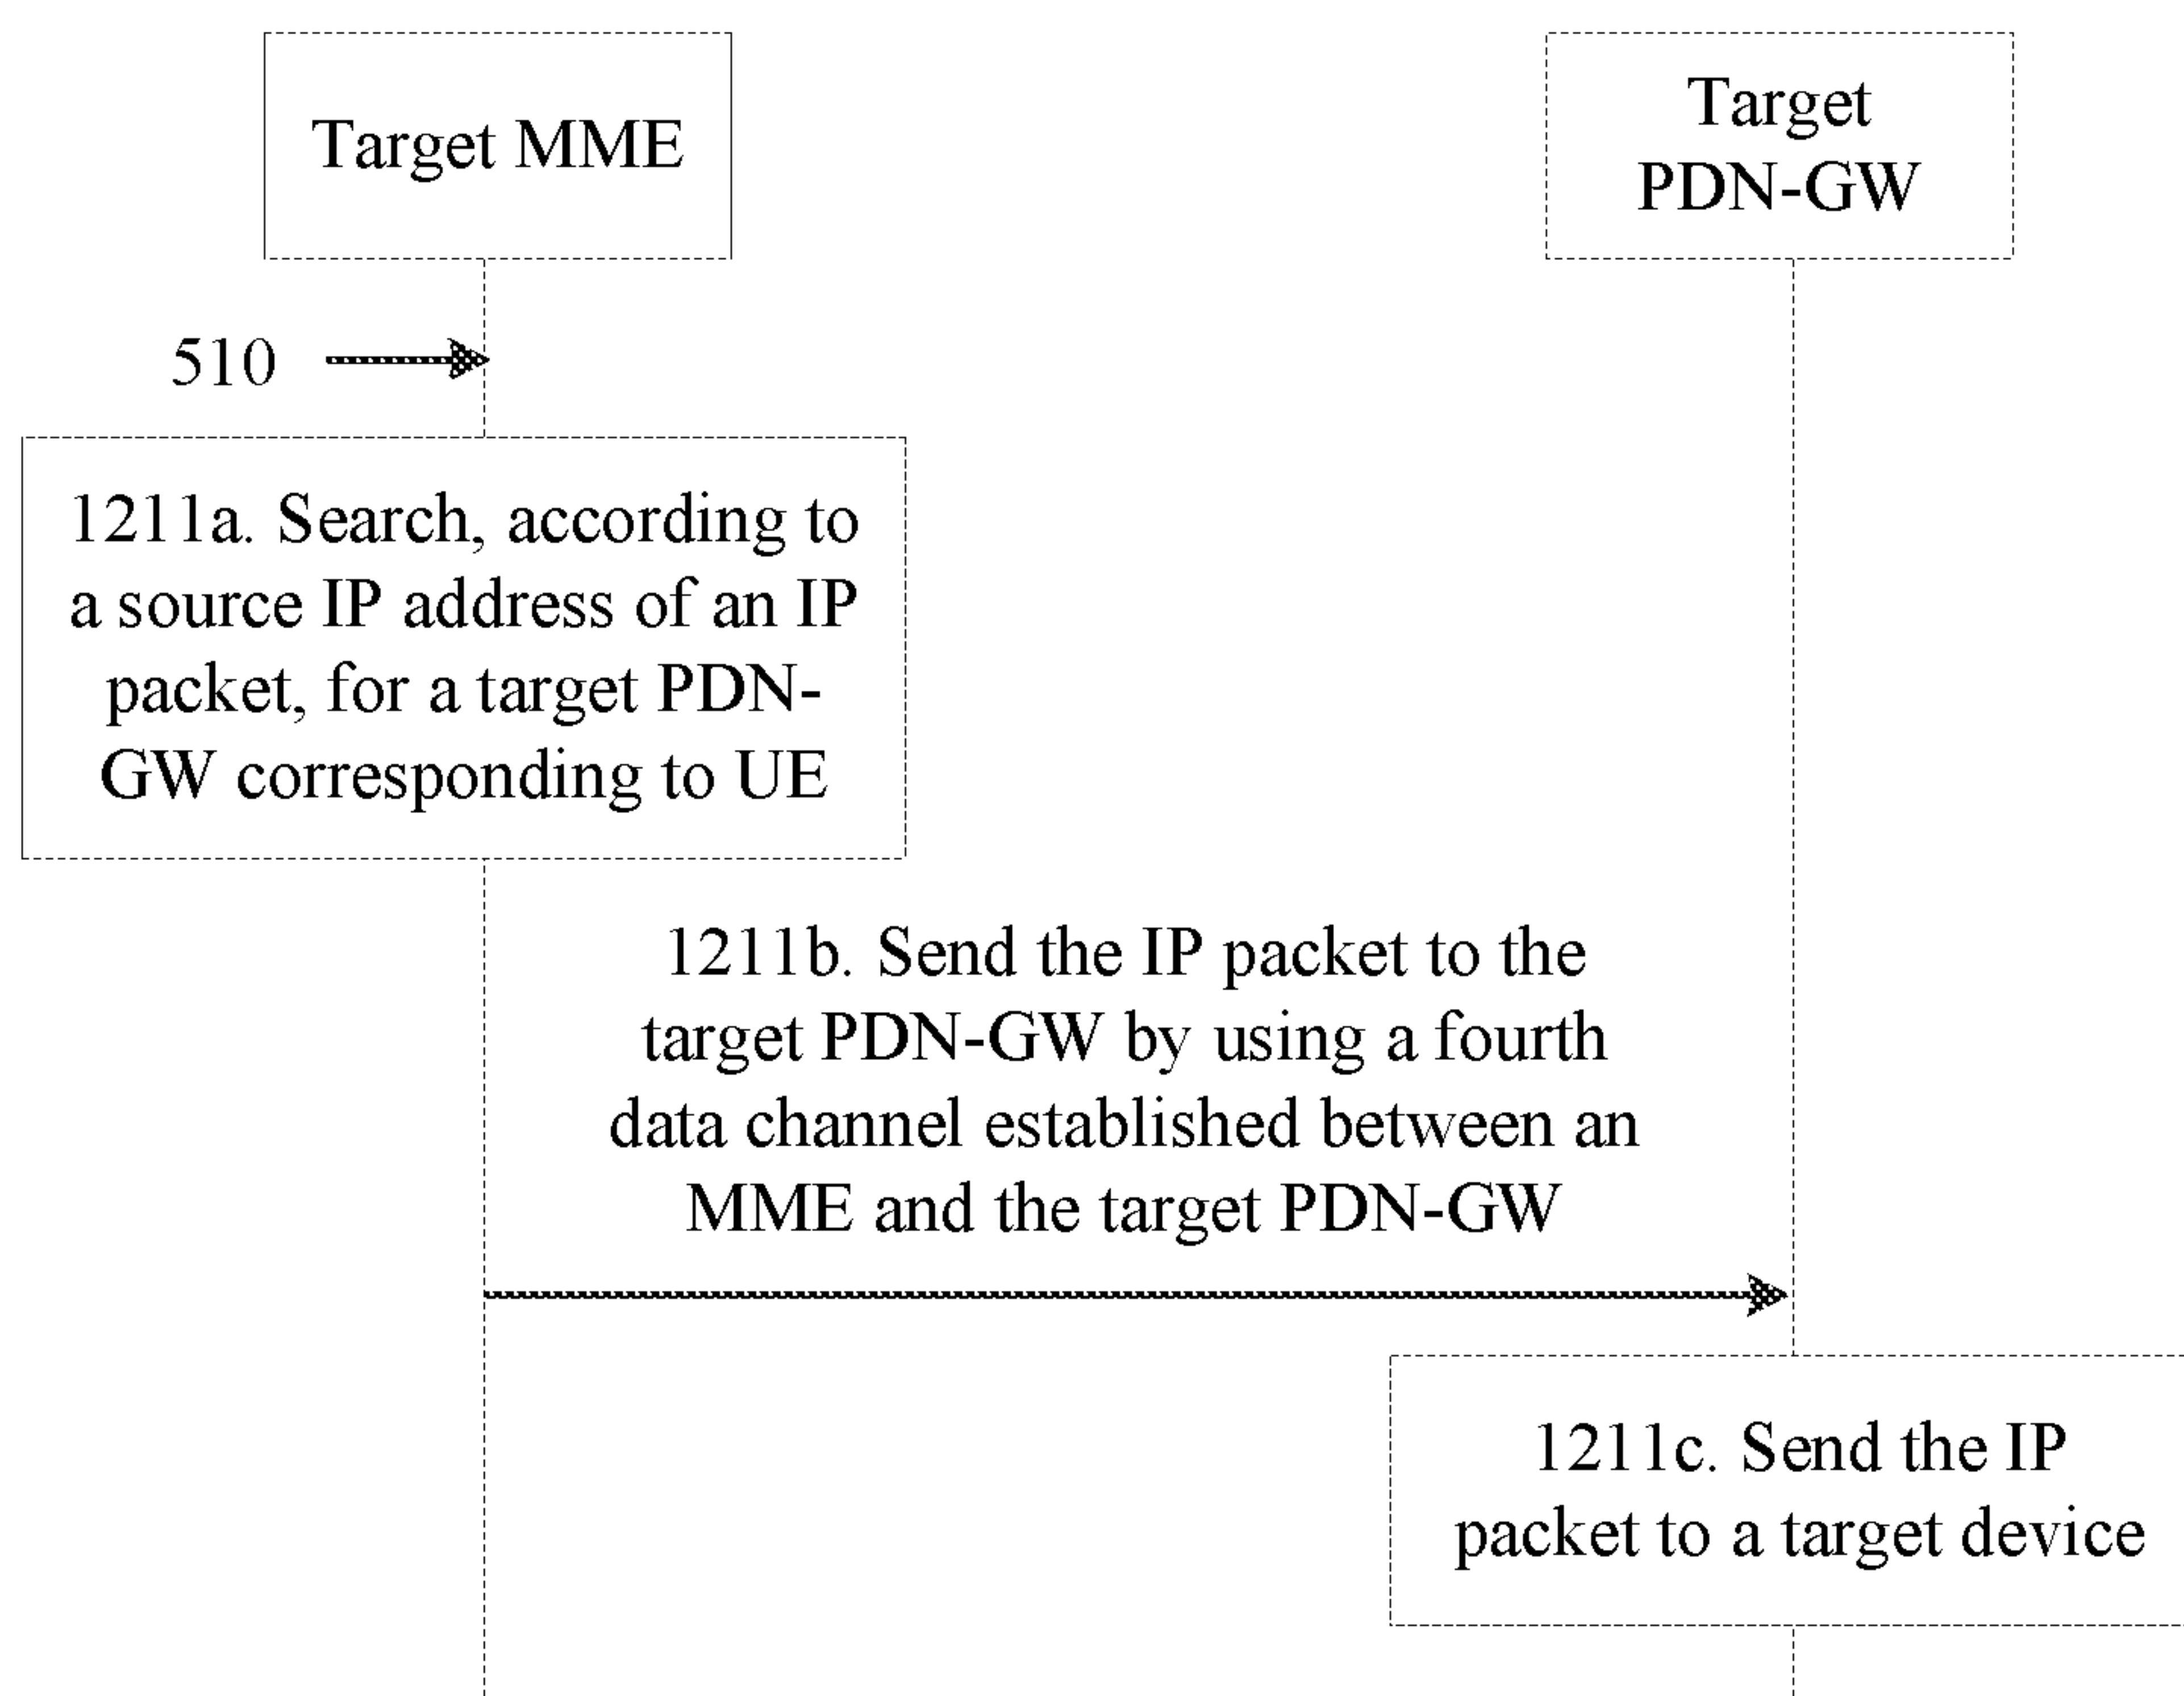 Target MME
Target
PDN-GW
510
1211a. Search, according to
a source IP address of an IP
packet, for a target PDN-
GW corresponding to UE
1211b. Send the IP packet to the
target PDN-GW by using a fourth
data channel established between an
MME and the target PDN-GW
1211c. Send the IP
packet to a target device